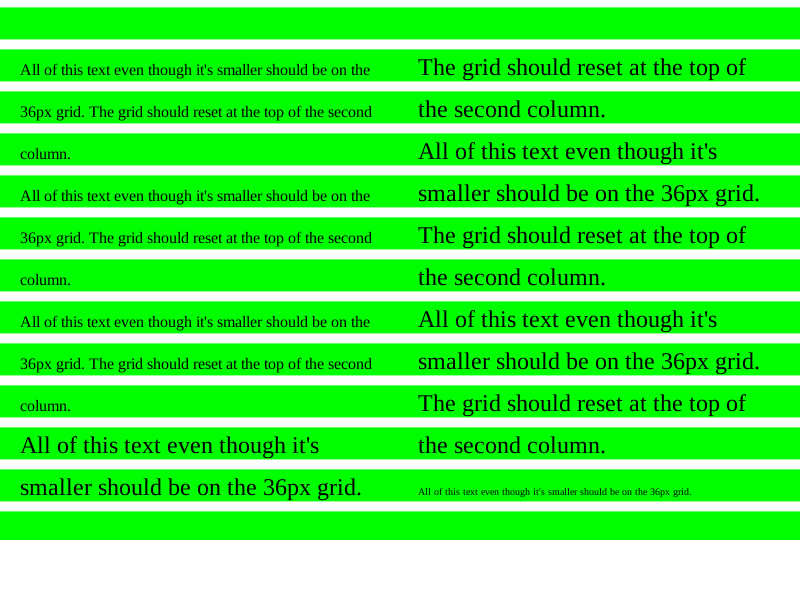 All of this text even though it's smaller should be on the
36px grid. The grid should reset at the top of the second
column.
All of this text even though it's smaller should be on the
36px grid. The grid should reset at the top of the second
column.
All of this text even though it's smaller should be on the
36px grid. The grid should reset at the top of the second
column.
All of this text even though it's
smaller should be on the 36px grid.
The grid should reset at the top of
the second column.
All of this text even though it's
smaller should be on the 36px grid.
The grid should reset at the top of
the second column.
All of this text even though it's
smaller should be on the 36px grid.
The grid should reset at the top of
the second column.
All of this text even though it's smaller should be on the 36px grid.